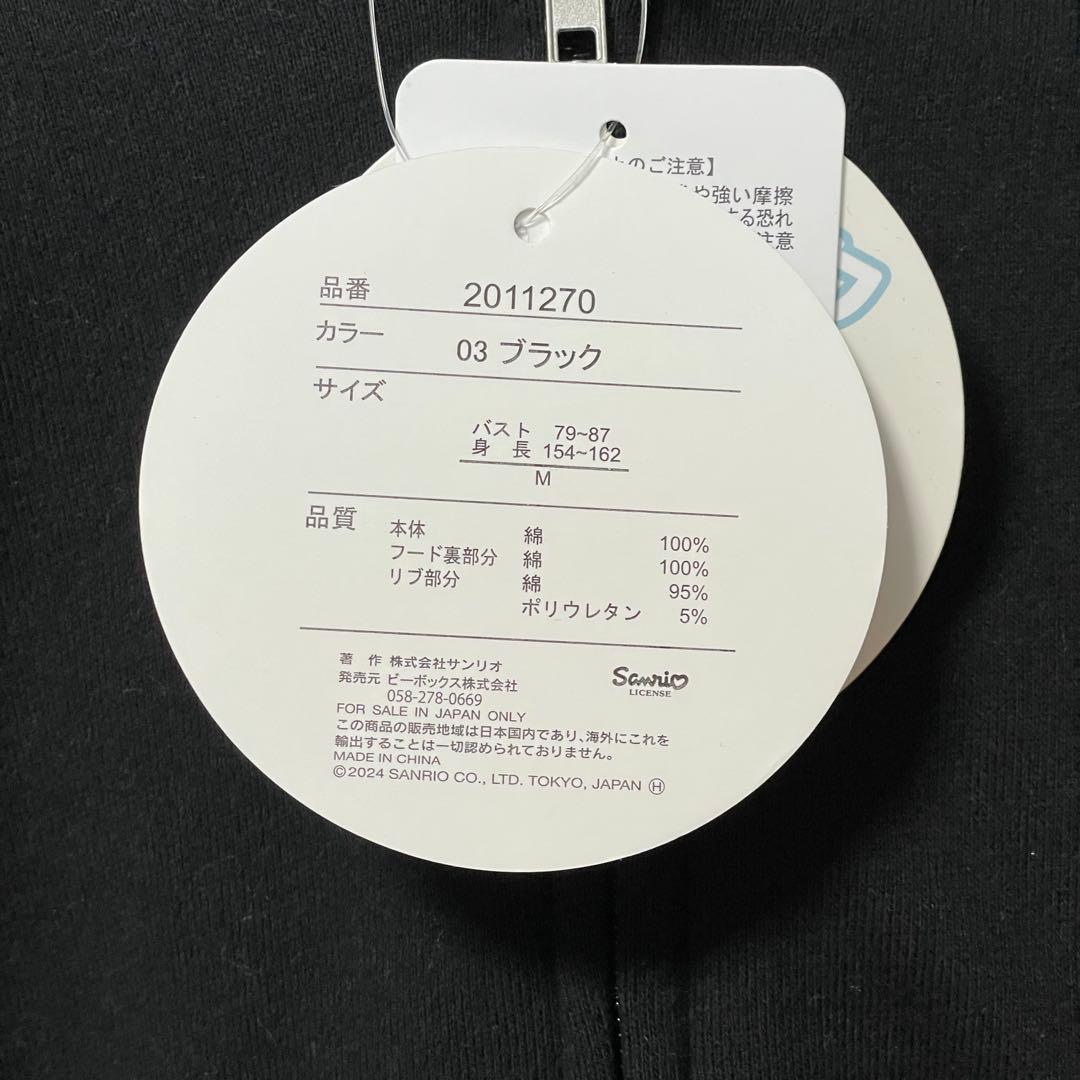 のご注意】
や強い摩擦
する恐れ
注意
品番 2011270
カラー 03 ブラック
サイズ
バスト 79~87
身 長 154~162
M
品質 本体 綿 100%
フード裏部分 綿 100%
リブ部分 綿 95%
ポリウレタン 5%
著 作 株式会社サンリオ
発売元 ビーボックス株式会社
058-278-0669
Sanrio
LICENSE
FOR SALE IN JAPAN ONLY
この商品の販売地域は日本国内であり、海外にこれを
輸出することは一切認められておりません。
MADE IN CHINA
©2024 SANRIO CO., LTD. TOKYO, JAPAN Ⓗ